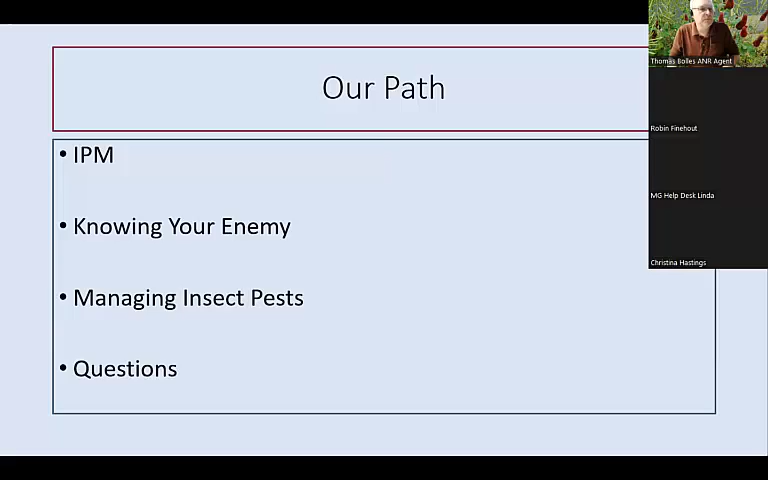 Our Path
• IPM
• Knowing Your Enemy
• Managing Insect Pests
• Questions
Thomas Bolles ANR Agent
Robin Finehout
MG Help Desk Linda
Christina Hastings